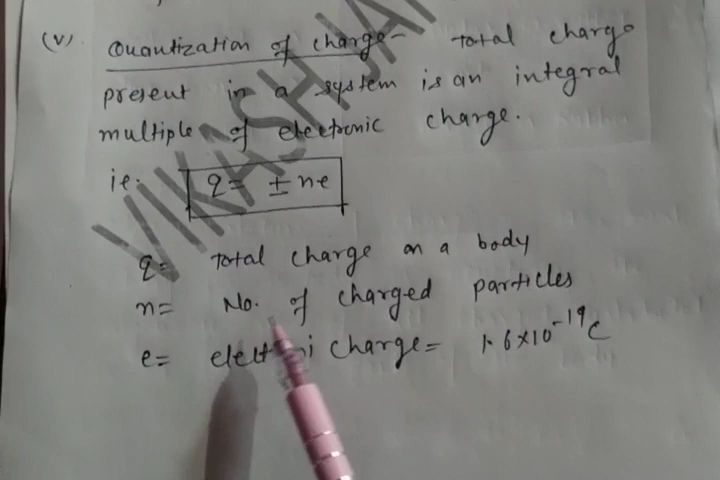 (v). Quantization of charge - Total charge
present in a system is an integral
multiple of electronic charge.
ie. q = ± ne
q = Total charge on a body
n = No. of charged particles
e = charge = 1.6×10⁻¹⁹C